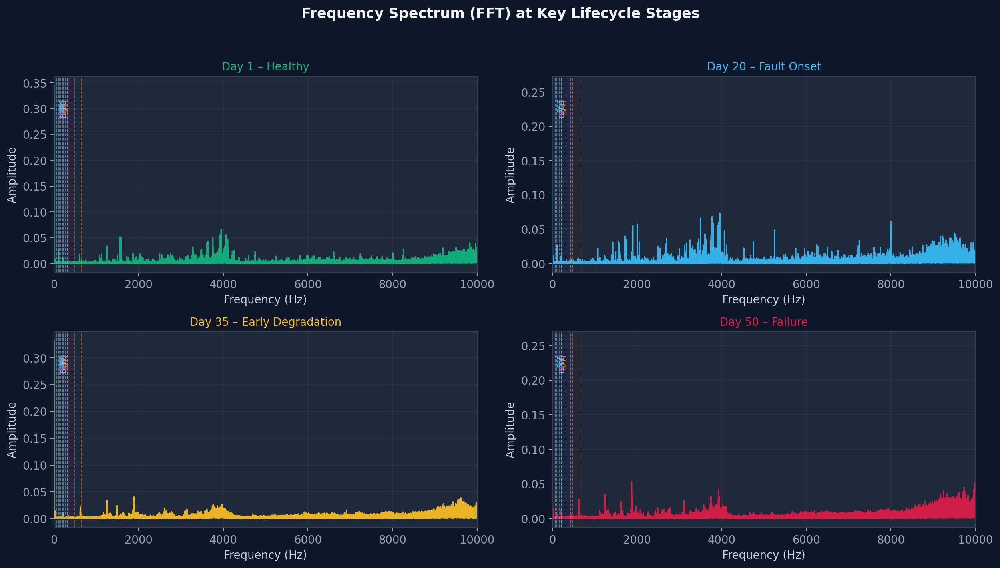 Frequency Spectrum (FFT) at Key Lifecycle Stages
Day 1 – Healthy
0.35
0.30
0.25
0.20
0.15
0.10
0.05
0.00
Amplitude
0 2000 4000 6000 8000 10000
Frequency (Hz)
Day 20 – Fault Onset
0.25
0.20
0.15
0.10
0.05
0.00
Amplitude
0 2000 4000 6000 8000 10000
Frequency (Hz)
Day 35 – Early Degradation
0.30
0.25
0.20
0.15
0.10
0.05
0.00
Amplitude
0 2000 4000 6000 8000 10000
Frequency (Hz)
Day 50 – Failure
0.25
0.20
0.15
0.10
0.05
0.00
Amplitude
0 2000 4000 6000 8000 10000
Frequency (Hz)